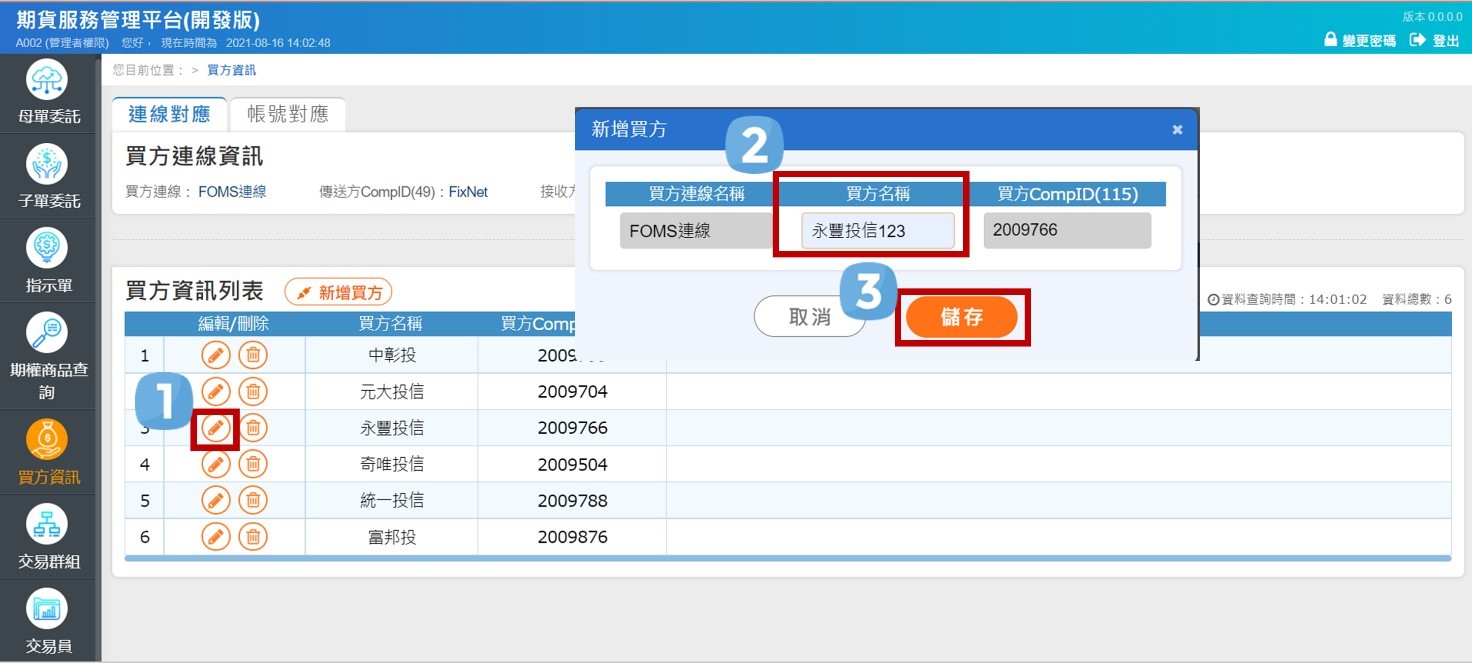 期貨服務管理平台(開發版)
版本 0.0.0.0
A002 (管理者權限) 您好， 現在時間為 2021-08-16 14:02:48
變更密碼 登出
母單委託
子單委託
指示單
期權商品查詢
買方資訊
交易群組
交易員
您目前位置： > 買方資訊
連線對應 帳號對應
買方連線資訊
買方連線： FOMS連線 傳送方CompID(49)：FixNet 接收
買方資訊列表 新增買方
資料查詢時間：14:01:02 資料總數：6
編輯/刪除 買方名稱 買方Comp
1 中彰投 2009
元大投信 2009704
3 永豐投信 2009766
4 奇唯投信 2009504
5 統一投信 2009788
6 富邦投 2009876
新增買方
買方連線名稱 買方名稱 買方CompID(115)
FOMS連線 永豐投信123 2009766
取消 儲存
1
2
3